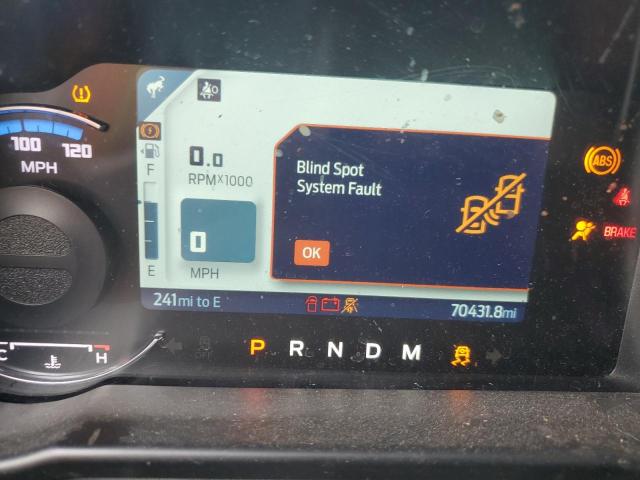 100 120
MPH
F
E
0.0
RPMX1000
0
MPH
Blind Spot
System Fault
OK
241mi to E
70431.8mi
ABS
BRAKE
C H
P R N D M